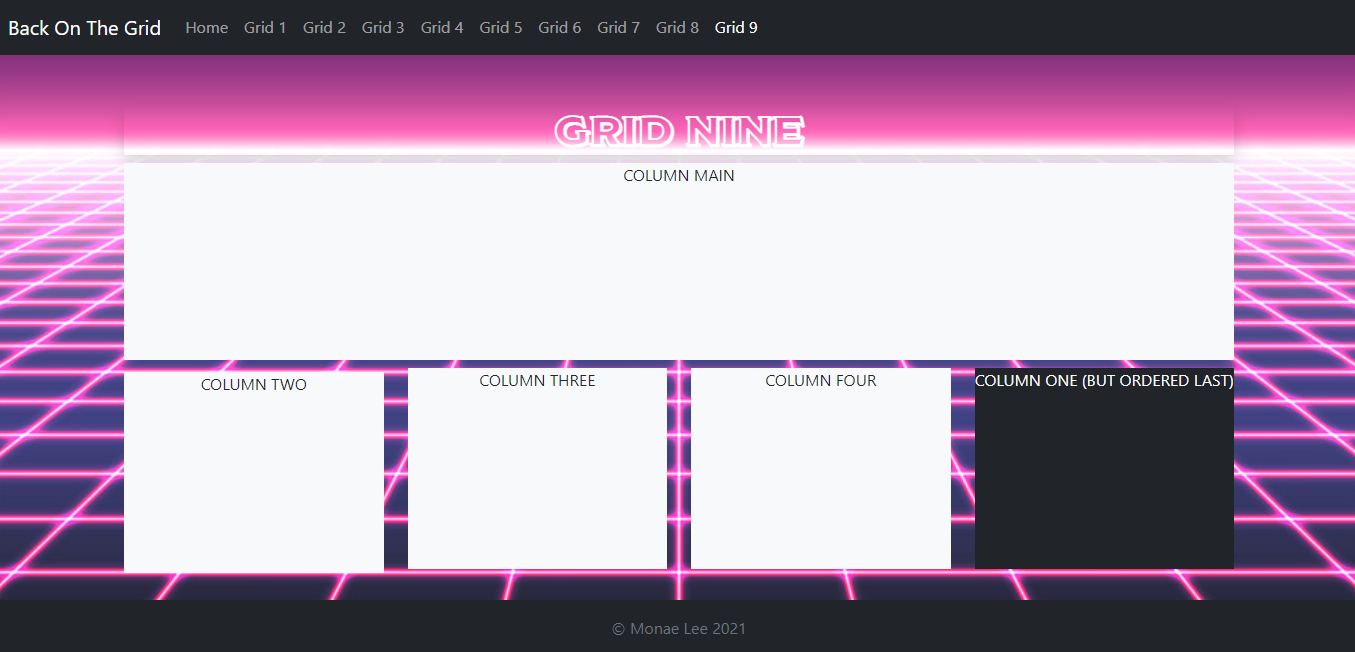 Back On The Grid Home Grid 1 Grid 2 Grid 3 Grid 4 Grid 5 Grid 6 Grid 7 Grid 8 Grid 9
GRID NINE
COLUMN MAIN
COLUMN TWO
COLUMN THREE
COLUMN FOUR
COLUMN ONE (BUT ORDERED LAST)
© Monae Lee 2021